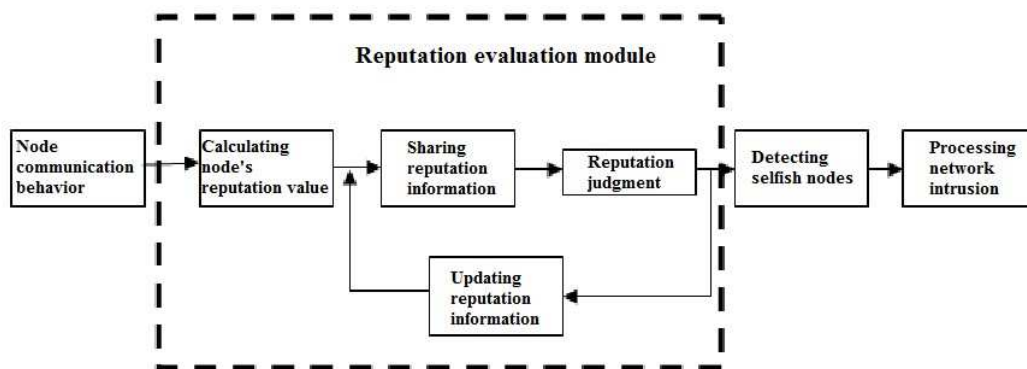 Reputation evaluation module
Node
communication
behavior
Calculating
node's
reputation value
Sharing
reputation
information
Reputation
judgment
Detecting
selfish nodes
Processing
network
intrusion
Updating
reputation
information